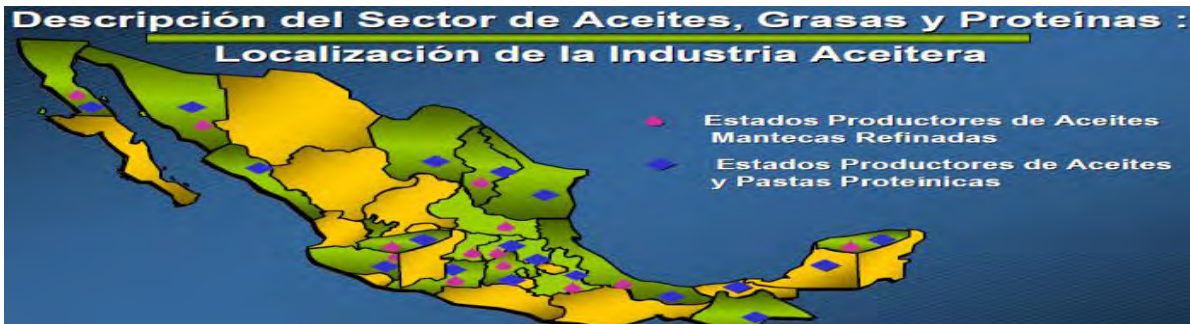 Descripción del Sector de Aceites, Grasas y Proteínas :
Localización de la Industria Aceitera
Estados Productores de Aceites
Mantecas Refinadas
Estados Productores de Aceites
y Pastas Proteínicas